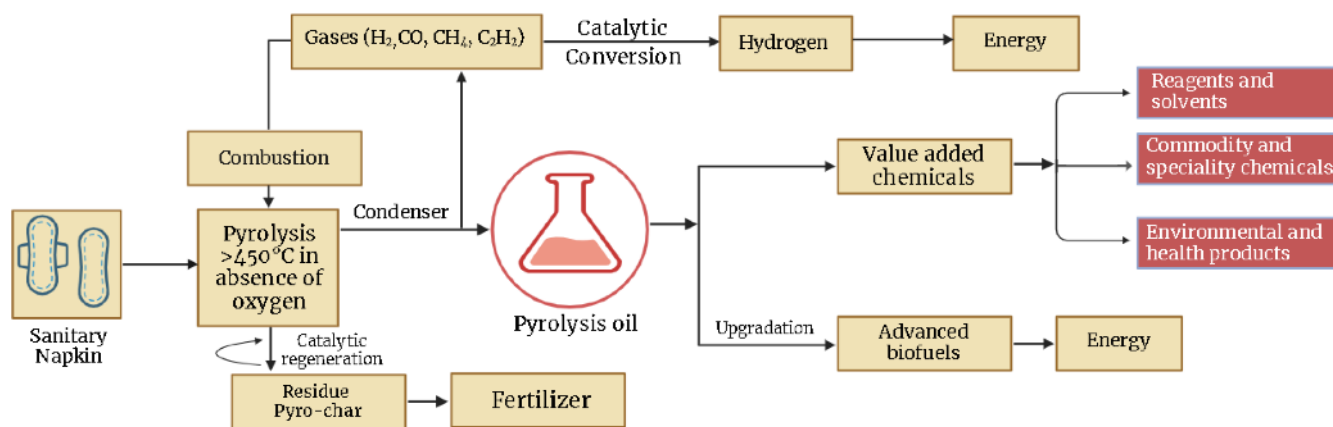 Gases (H₂,CO, CH₄, C₂H₂)
Catalytic
Conversion
Hydrogen
Energy
Reagents and
solvents
Combustion
Value added
chemicals
Commodity and
speciality chemicals
Condenser
Pyrolysis
>450°C in
absence of
oxygen
Environmental and
health products
Sanitary
Napkin
Pyrolysis oil
Upgradation
Advanced
biofuels
Energy
Catalytic
regeneration
Residue
Pyro-char
Fertilizer